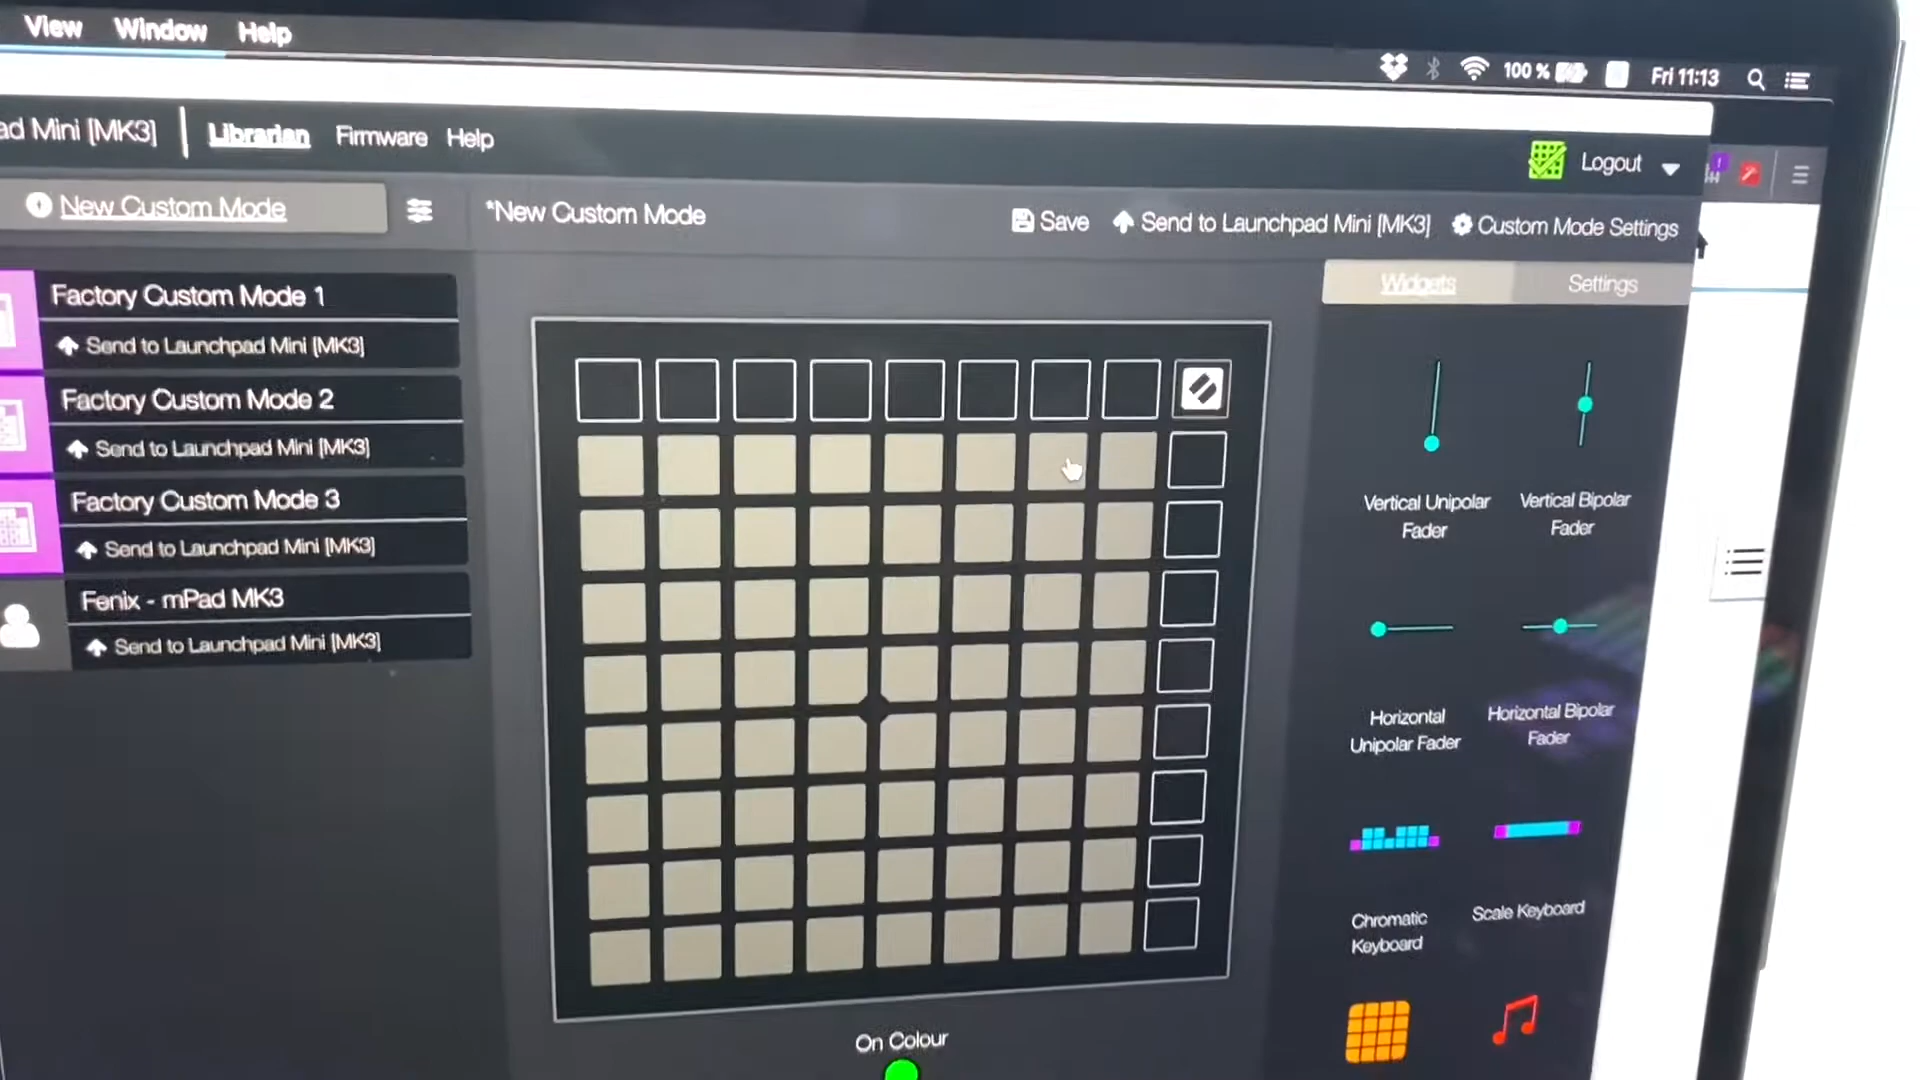 View Window Help
100 % Fri 11:13
ad Mini [MK3] Librarian Firmware Help
Logout
New Custom Mode
*New Custom Mode
Save Send to Launchpad Mini [MK3] Custom Mode Settings
Widgets Settings
Factory Custom Mode 1
Send to Launchpad Mini [MK3]
Factory Custom Mode 2
Send to Launchpad Mini [MK3]
Factory Custom Mode 3
Send to Launchpad Mini [MK3]
Fenix - mPad MK3
Send to Launchpad Mini [MK3]
Vertical Unipolar
Fader
Vertical Bipolar
Fader
Horizontal
Unipolar Fader
Horizontal Bipolar
Fader
Chromatic
Keyboard
Scale Keyboard
On Colour